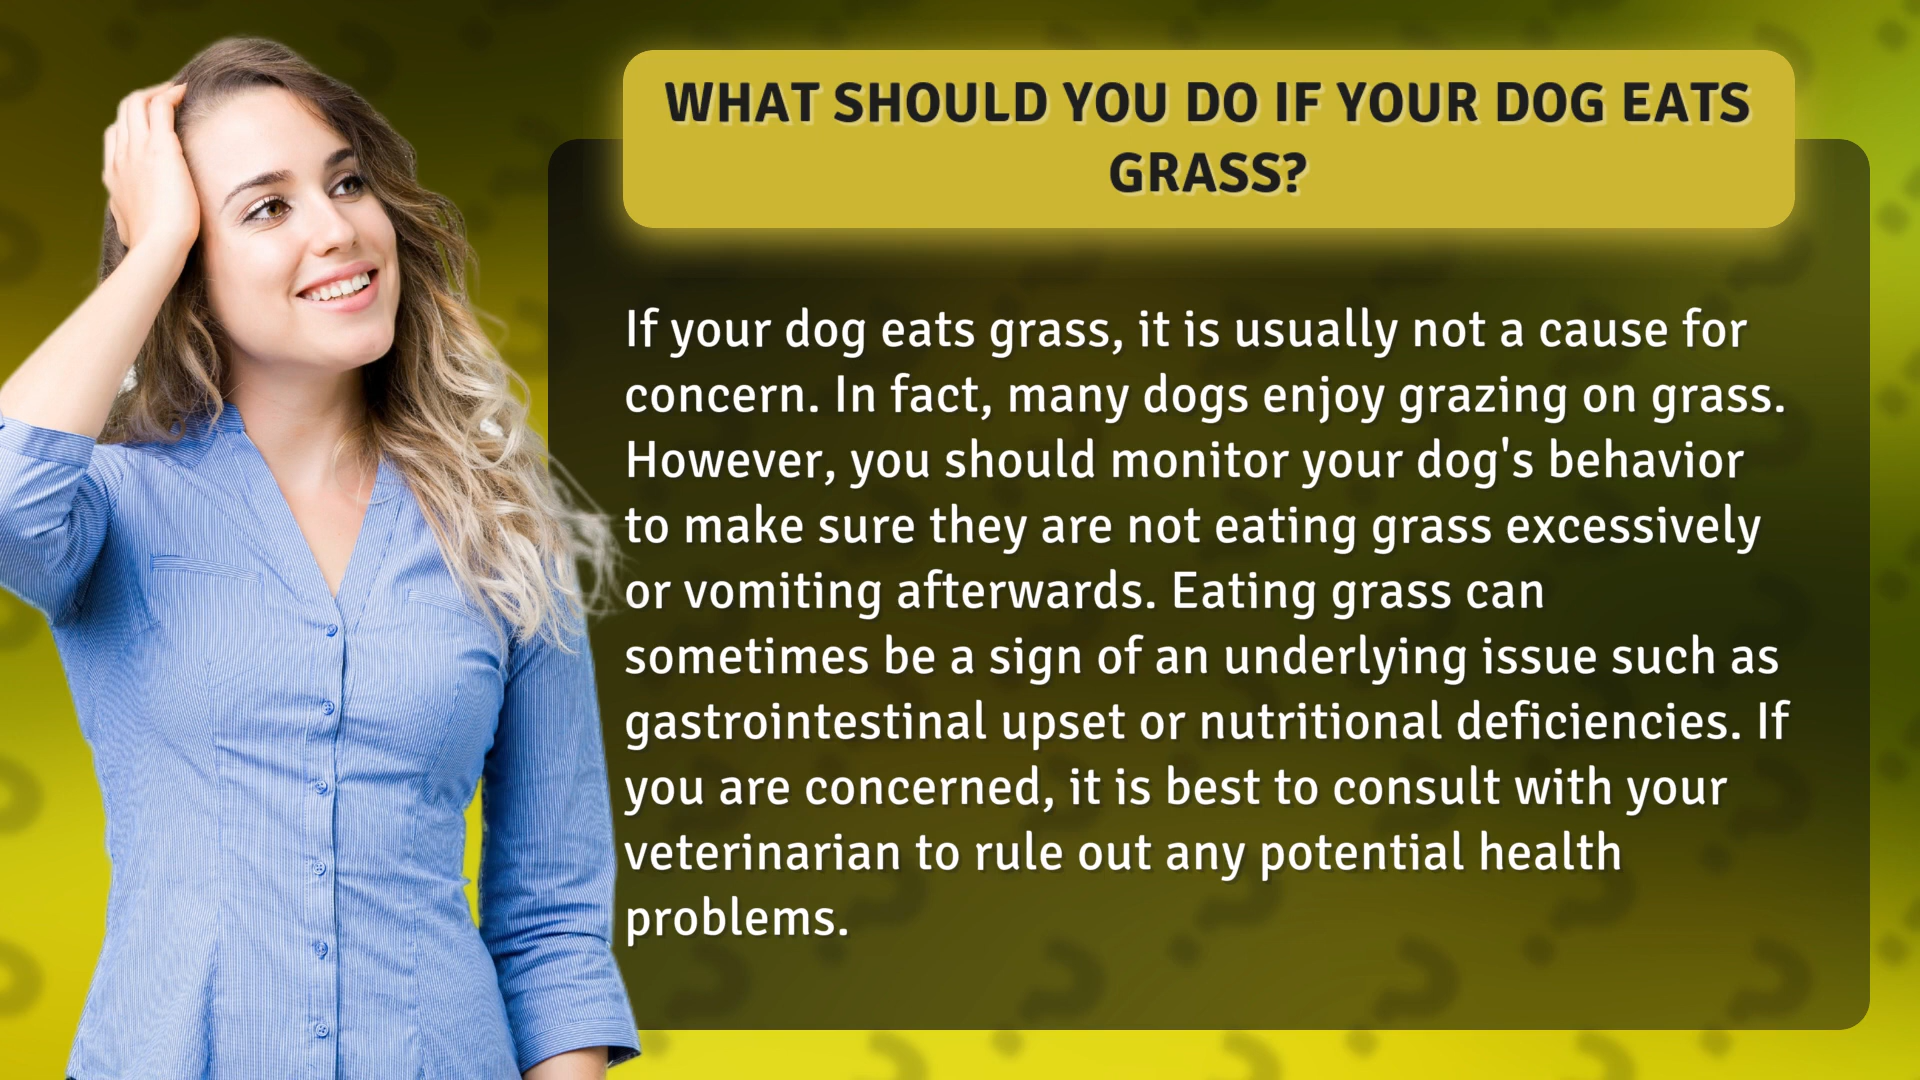 WHAT SHOULD YOU DO IF YOUR DOG EATS
GRASS?
If your dog eats grass, it is usually not a cause for
concern. In fact, many dogs enjoy grazing on grass.
However, you should monitor your dog's behavior
to make sure they are not eating grass excessively
or vomiting afterwards. Eating grass can
sometimes be a sign of an underlying issue such as
gastrointestinal upset or nutritional deficiencies. If
you are concerned, it is best to consult with your
veterinarian to rule out any potential health
problems.